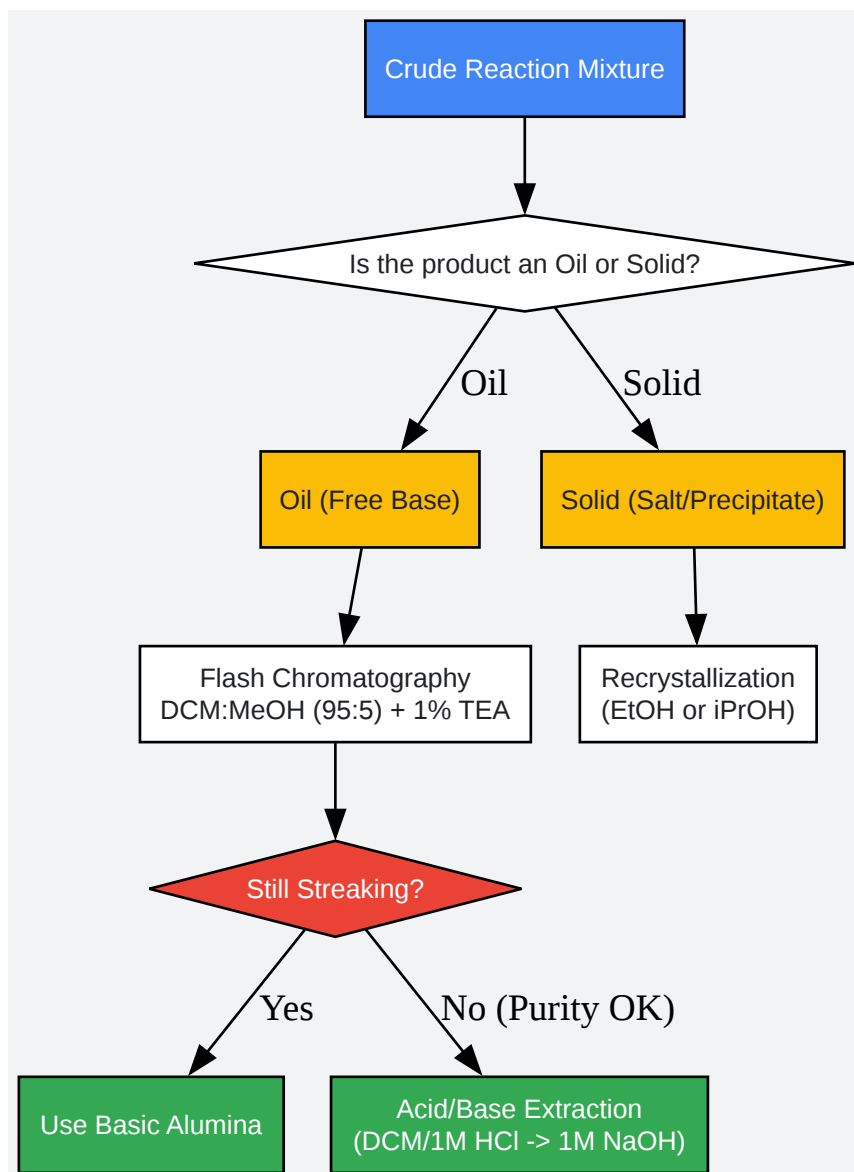 Crude Reaction Mixture
Is the product an Oil or Solid?
Oil
Solid
Oil (Free Base)
Solid (Salt/Precipitate)
Flash Chromatography
DCM:MeOH (95:5) + 1% TEA
Recrystallization
(EtOH or iPrOH)
Still Streaking?
Yes
No (Purity OK)
Use Basic Alumina
Acid/Base Extraction
(DCM/1M HCl -> 1M NaOH)